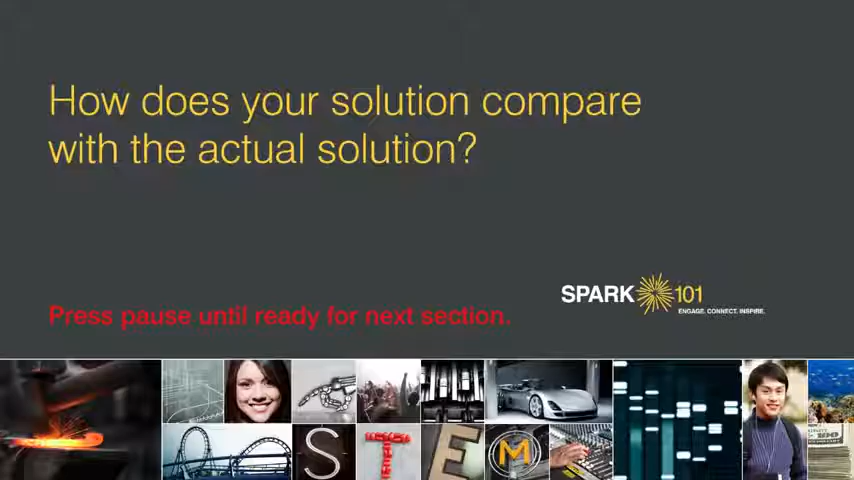 How does your solution compare
with the actual solution?
SPARK 101
ENGAGE. CONNECT. INSPIRE.
Press pause until ready for next section.
S T E M
100